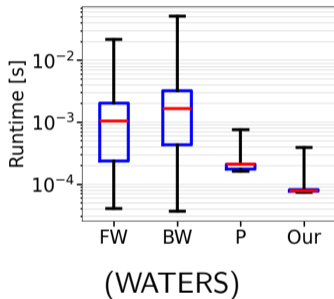 Runtime [s]
10⁻²
10⁻³
10⁻⁴
FW BW P Our
(WATERS)